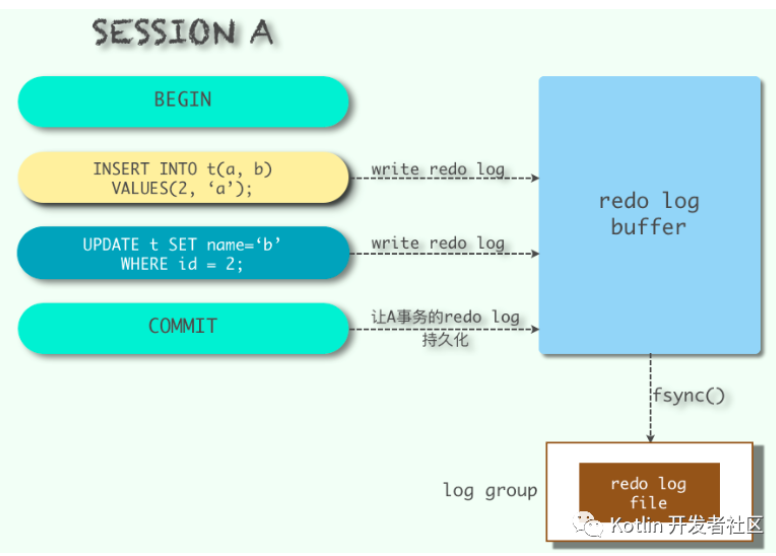 SESSION A
BEGIN
INSERT INTO t(a, b)
VALUES(2, ‘a’);
write redo log
UPDATE t SET name=‘b’
WHERE id = 2;
write redo log
COMMIT
让A事务的redo log
持久化
redo log
buffer
fsync()
log group
redo log
file
Kotlin 开发者社区